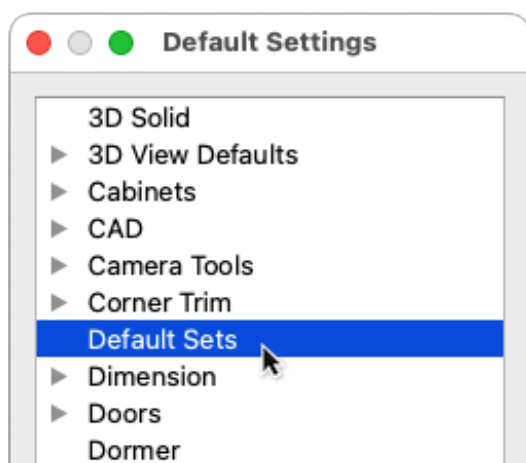 Default Settings
3D Solid
3D View Defaults
Cabinets
CAD
Camera Tools
Corner Trim
Default Sets
Dimension
Doors
Dormer